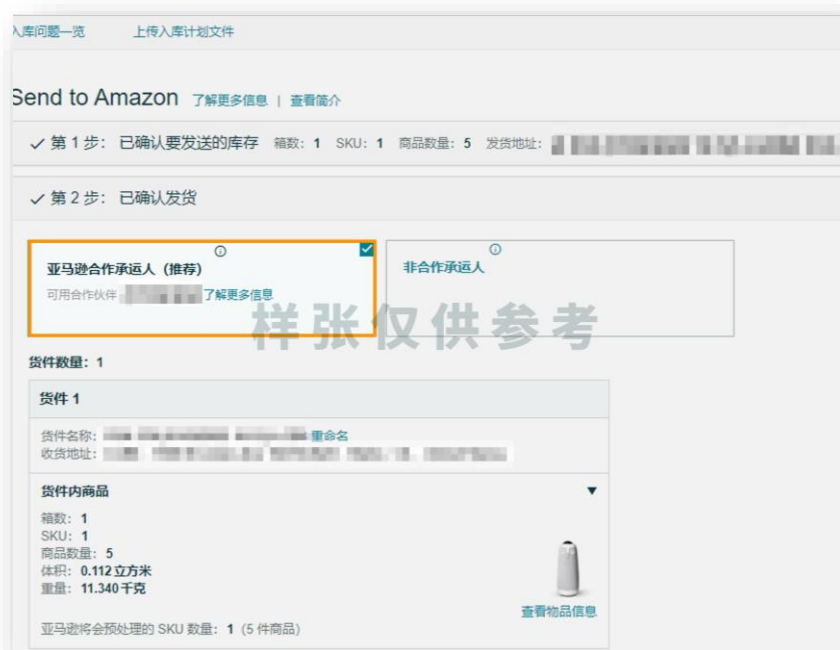 入库问题一览 上传入库计划文件
Send to Amazon 了解更多信息 | 查看简介
第 1 步： 已确认要发送的库存 箱数： 1 SKU： 1 商品数量： 5 发货地址：
第 2 步： 已确认发货
亚马逊合作承运人（推荐）
可用合作伙伴 了解更多信息
非合作承运人
样张仅供参考
货件数量： 1
货件 1
货件名称： 重命名
收货地址：
货件内商品
箱数： 1
SKU： 1
商品数量： 5
体积： 0.112 立方米
重量： 11.340 千克
查看物品信息
亚马逊将会预处理的 SKU 数量： 1 （5 件商品）